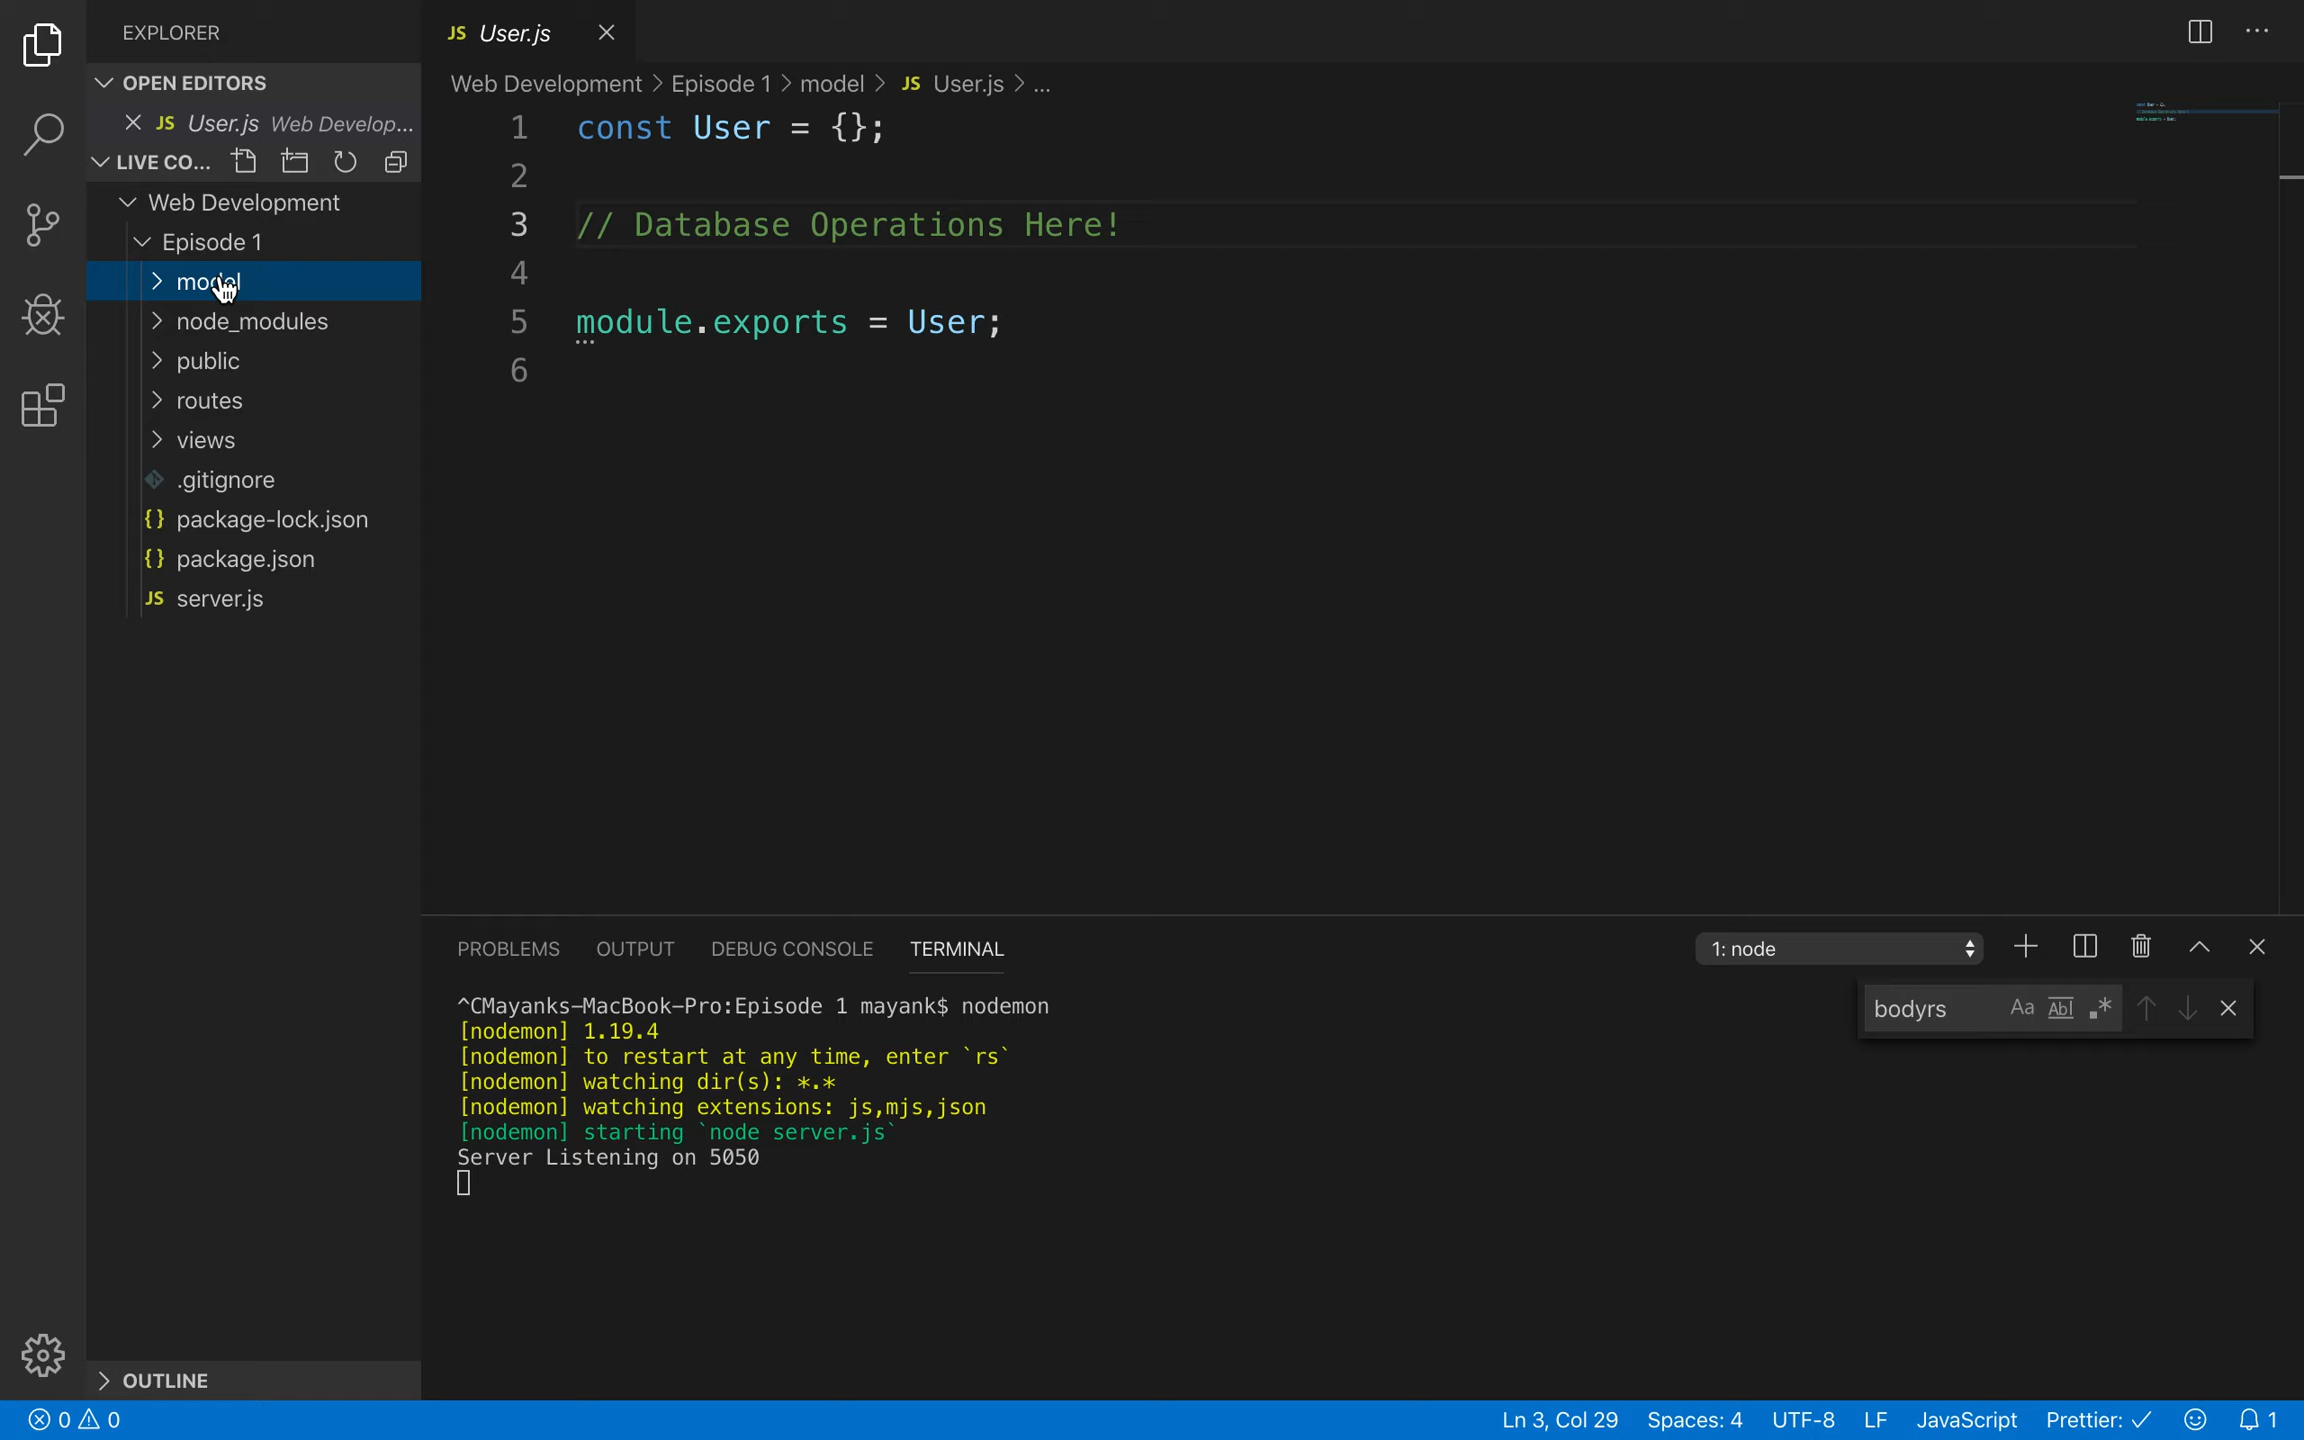 EXPLORER
OPEN EDITORS
JS User.js Web Develop...
LIVE CO...
Web Development
Episode 1
model
node_modules
public
routes
views
.gitignore
{} package-lock.json
{} package.json
JS server.js
OUTLINE
JS User.js
Web Development > Episode 1 > model > JS User.js > ...
1 const User = {};
2
3 // Database Operations Here!
4
5 module.exports = User;
6
PROBLEMS OUTPUT DEBUG CONSOLE TERMINAL 1: node
bodyrs Aa Abl .*
^CMayanks-MacBook-Pro:Episode 1 mayank$ nodemon
[nodemon] 1.19.4
[nodemon] to restart at any time, enter `rs`
[nodemon] watching dir(s): *.*
[nodemon] watching extensions: js,mjs,json
[nodemon] starting `node server.js`
Server Listening on 5050
0 0 Ln 3, Col 29 Spaces: 4 UTF-8 LF JavaScript Prettier: ✓ 1